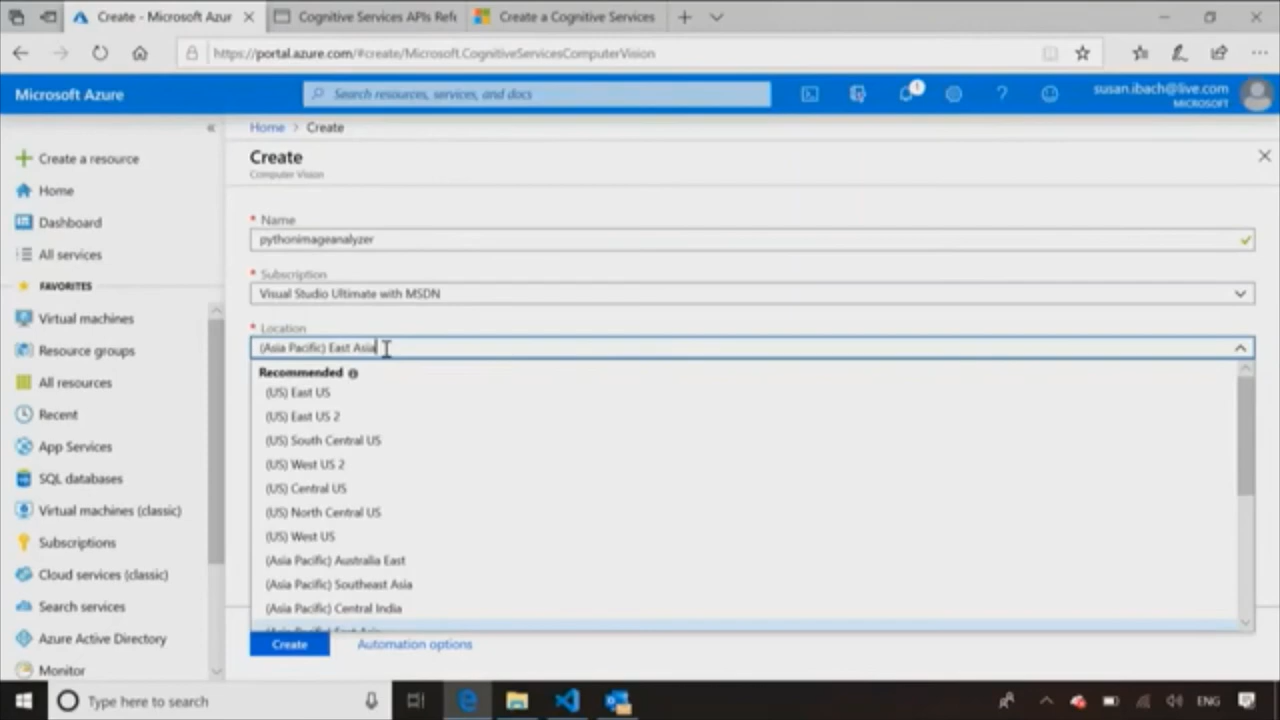 Create - Microsoft Azur
Cognitive Services APIs Refe
Create a Cognitive Services
https://portal.azure.com/#create/Microsoft.CognitiveServicesComputerVision
Microsoft Azure
Search resources, services, and docs
1
?
susan.ibach@live.com
MICROSOFT
«
Home > Create
Create a resource
Create
Computer Vision
Home
Dashboard
All services
FAVORITES
Virtual machines
Resource groups
All resources
Recent
App Services
SQL databases
Virtual machines (classic)
Subscriptions
Cloud services (classic)
Search services
Azure Active Directory
Monitor
* Name
pythonimageanalyzer
* Subscription
Visual Studio Ultimate with MSDN
* Location
(Asia Pacific) East Asia
Recommended
(US) East US
(US) East US 2
(US) South Central US
(US) West US 2
(US) Central US
(US) North Central US
(US) West US
(Asia Pacific) Australia East
(Asia Pacific) Southeast Asia
(Asia Pacific) Central India
(Asia Pacific) East Asia
Create
Automation options
Type here to search
ENG